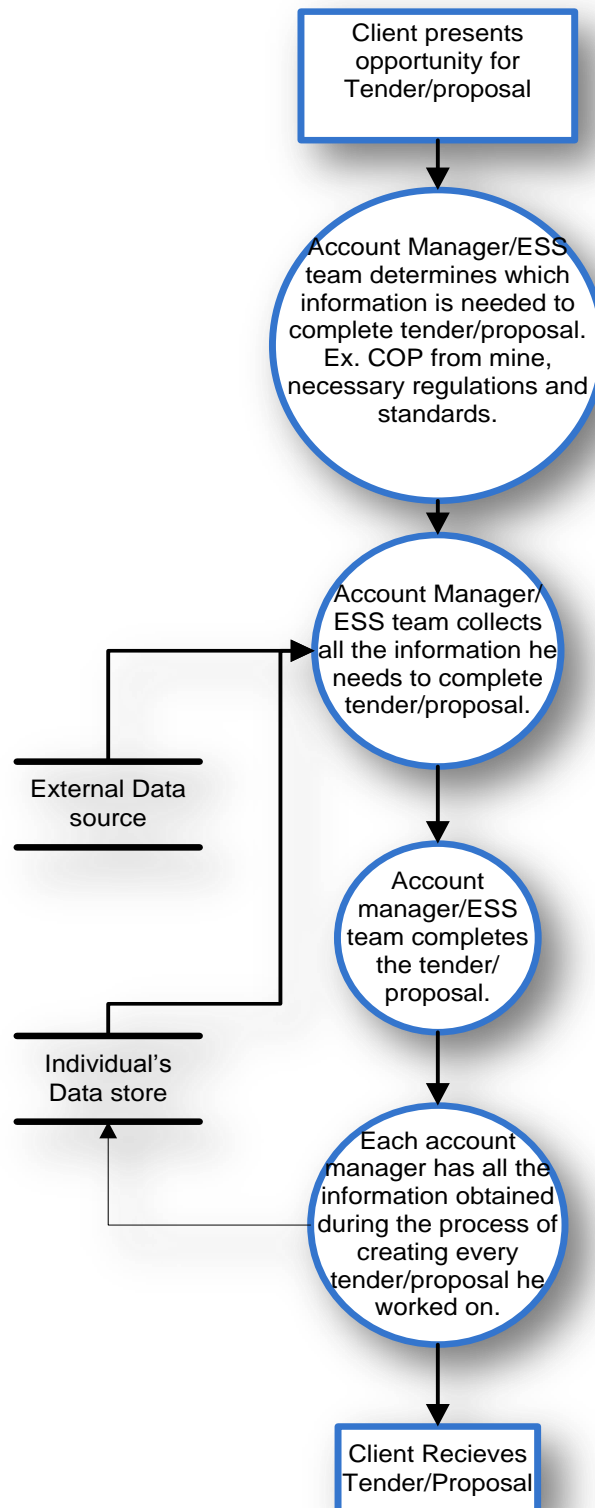 Client presents
opportunity for
Tender/proposal
Account Manager/ESS
team determines which
information is needed to
complete tender/proposal.
Ex. COP from mine,
necessary regulations and
standards.
Account Manager/
ESS team collects
all the information he
needs to complete
tender/proposal.
External Data
source
Account
manager/ESS
team completes
the tender/
proposal.
Individual's
Data store
Each account
manager has all the
information obtained
during the process of
creating every
tender/proposal he
worked on.
Client Recieves
Tender/Proposal